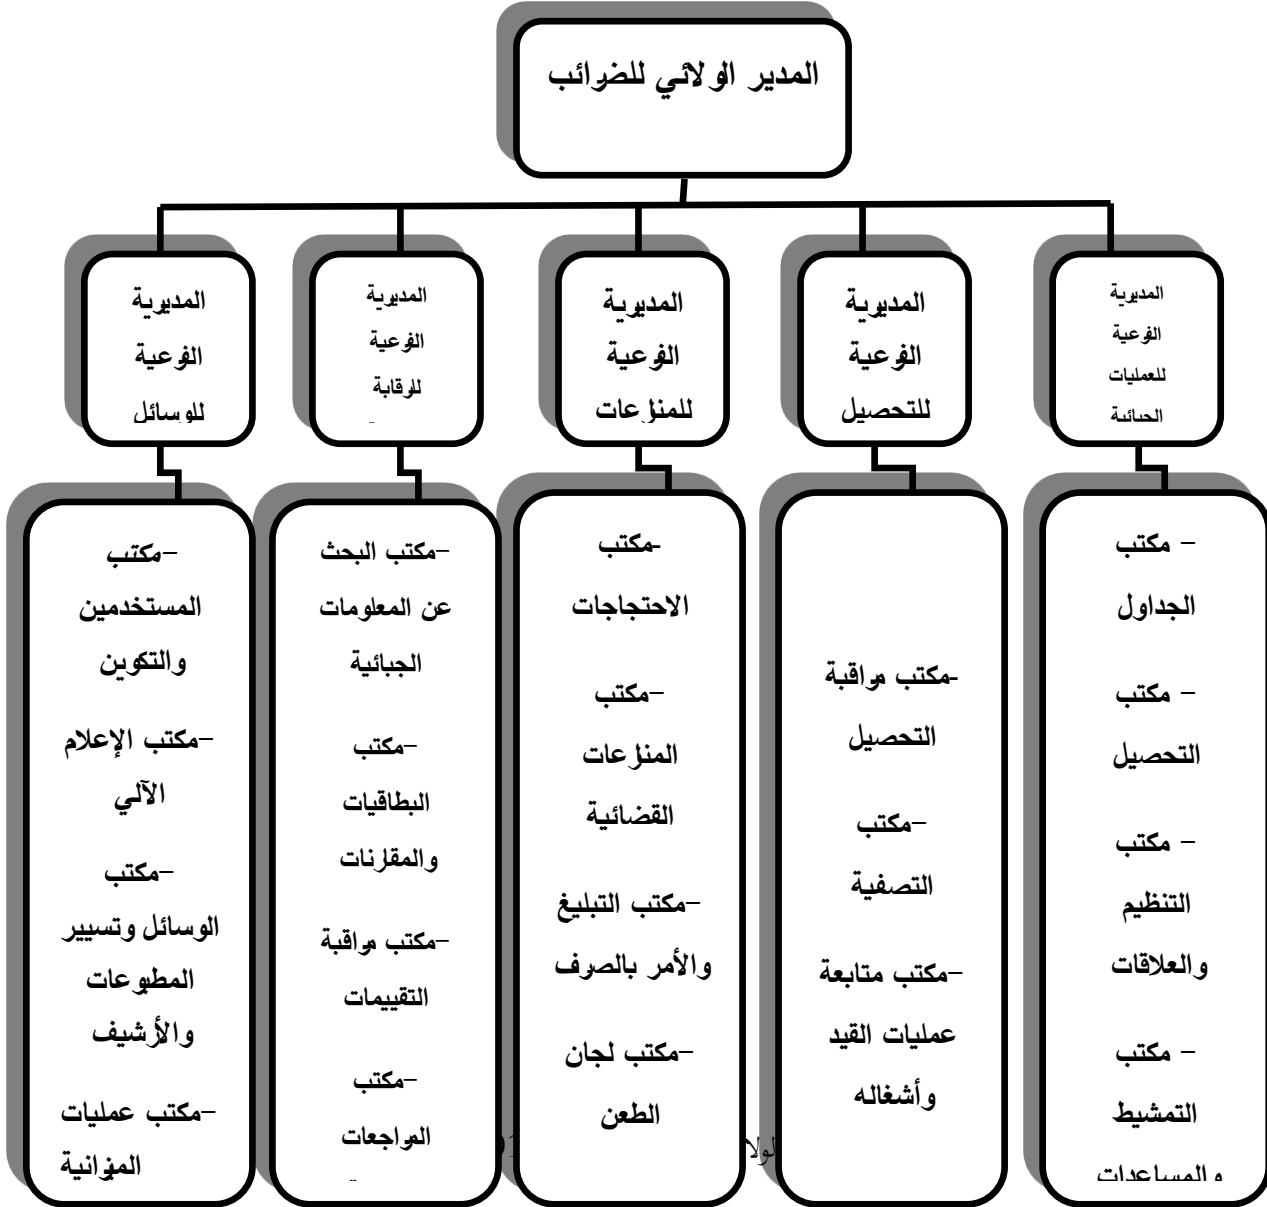 المدير الولائي للضرائب
المديرية
الفرعية
للعمليات
الجبائية
المديرية
الفرعية
للتحصيل
المديرية
الفرعية
للمنازعات
المديرية
الفرعية
للرقابة
المديرية
الفرعية
للوسائل
– مكتب
الجداول
– مكتب
التحصيل
– مكتب
التنظيم
والعلاقات
– مكتب
التمشيط
والمساعدات
-مكتب مراقبة
التحصيل
–مكتب
التصفية
–مكتب متابعة
عمليات القيد
وأشغاله
-مكتب
الاحتجاجات
–مكتب
المنازعات
القضائية
–مكتب التبليغ
والأمر بالصرف
–مكتب لجان
الطعن
–مكتب البحث
عن المعلومات
الجبائية
–مكتب
البطاقيات
والمقارنات
–مكتب مراقبة
التقييمات
–مكتب
المراجعات
–مكتب
المستخدمين
والتكوين
–مكتب الإعلام
الآلي
–مكتب
الوسائل وتسيير
المطبوعات
والأرشيف
–مكتب عمليات
الميزانية